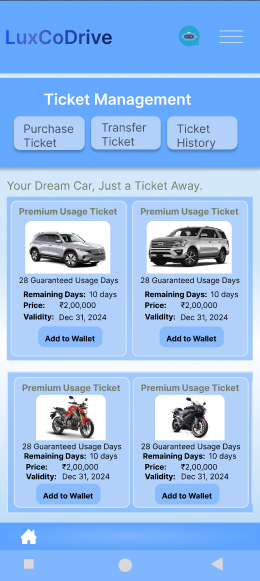 LuxCoDrive
Ticket Management
Purchase Ticket
Transfer Ticket
Ticket History
Your Dream Car, Just a Ticket Away.
Premium Usage Ticket
28 Guaranteed Usage Days
Remaining Days: 10 days
Price: ₹2,00,000
Validity: Dec 31, 2024
Add to Wallet
Premium Usage Ticket
28 Guaranteed Usage Days
Remaining Days: 10 days
Price: ₹2,00,000
Validity: Dec 31, 2024
Add to Wallet
Premium Usage Ticket
28 Guaranteed Usage Days
Remaining Days: 10 days
Price: ₹2,00,000
Validity: Dec 31, 2024
Add to Wallet
Premium Usage Ticket
28 Guaranteed Usage Days
Remaining Days: 10 days
Price: ₹2,00,000
Validity: Dec 31, 2024
Add to Wallet